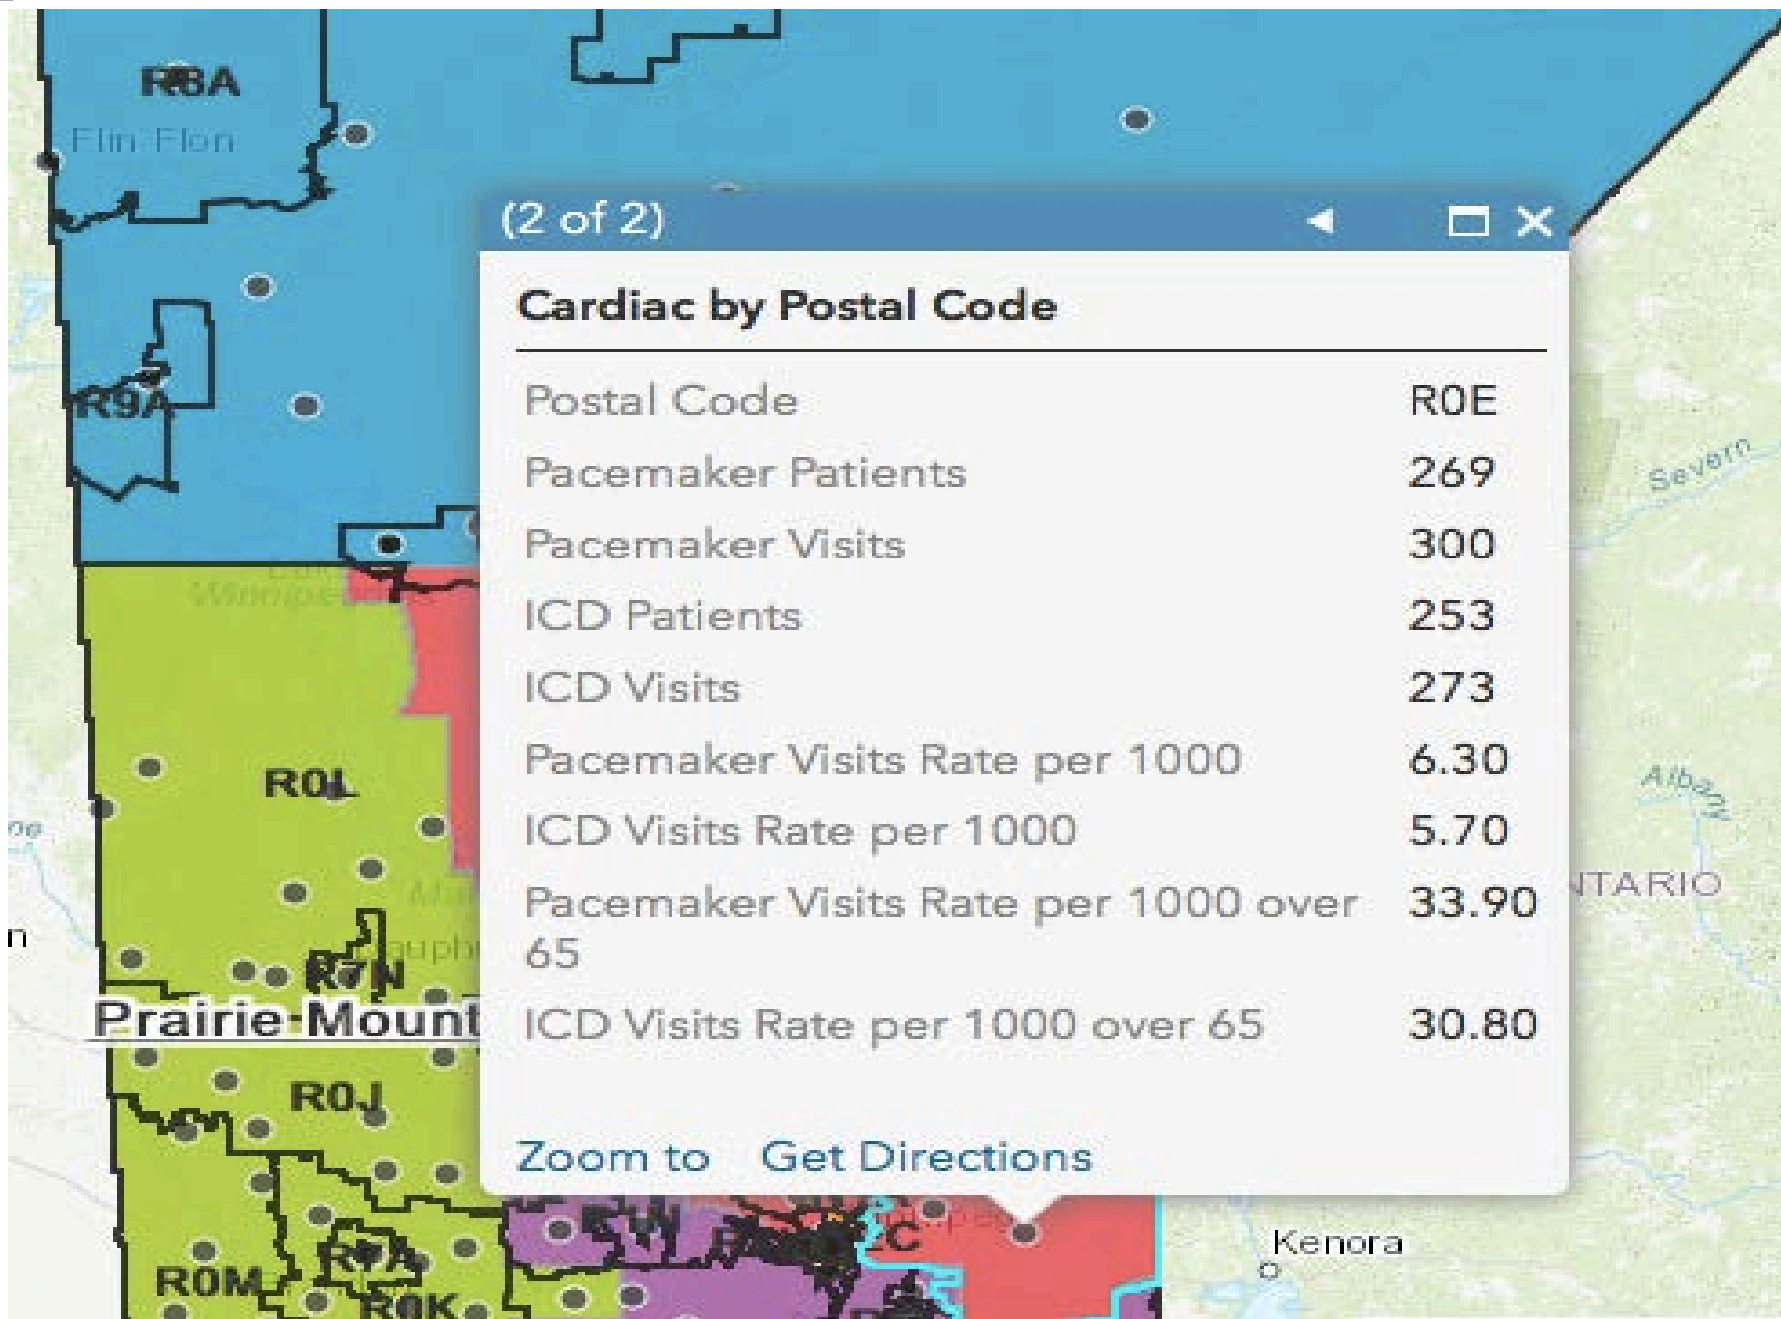 R8A
Flin Flon
(2 of 2)
Cardiac by Postal Code
Postal Code R0E
R9A
Pacemaker Patients 269
Severn
Pacemaker Visits 300
ICD Patients 253
ICD Visits 273
Pacemaker Visits Rate per 1000 6.30
R0L
Albany
ICD Visits Rate per 1000 5.70
Pacemaker Visits Rate per 1000 over 33.90
65
NTARIO
n
R7N
Prairie Mount
ICD Visits Rate per 1000 over 65 30.80
R0J
Zoom to Get Directions
Kenora
R7A
R0M
R0K